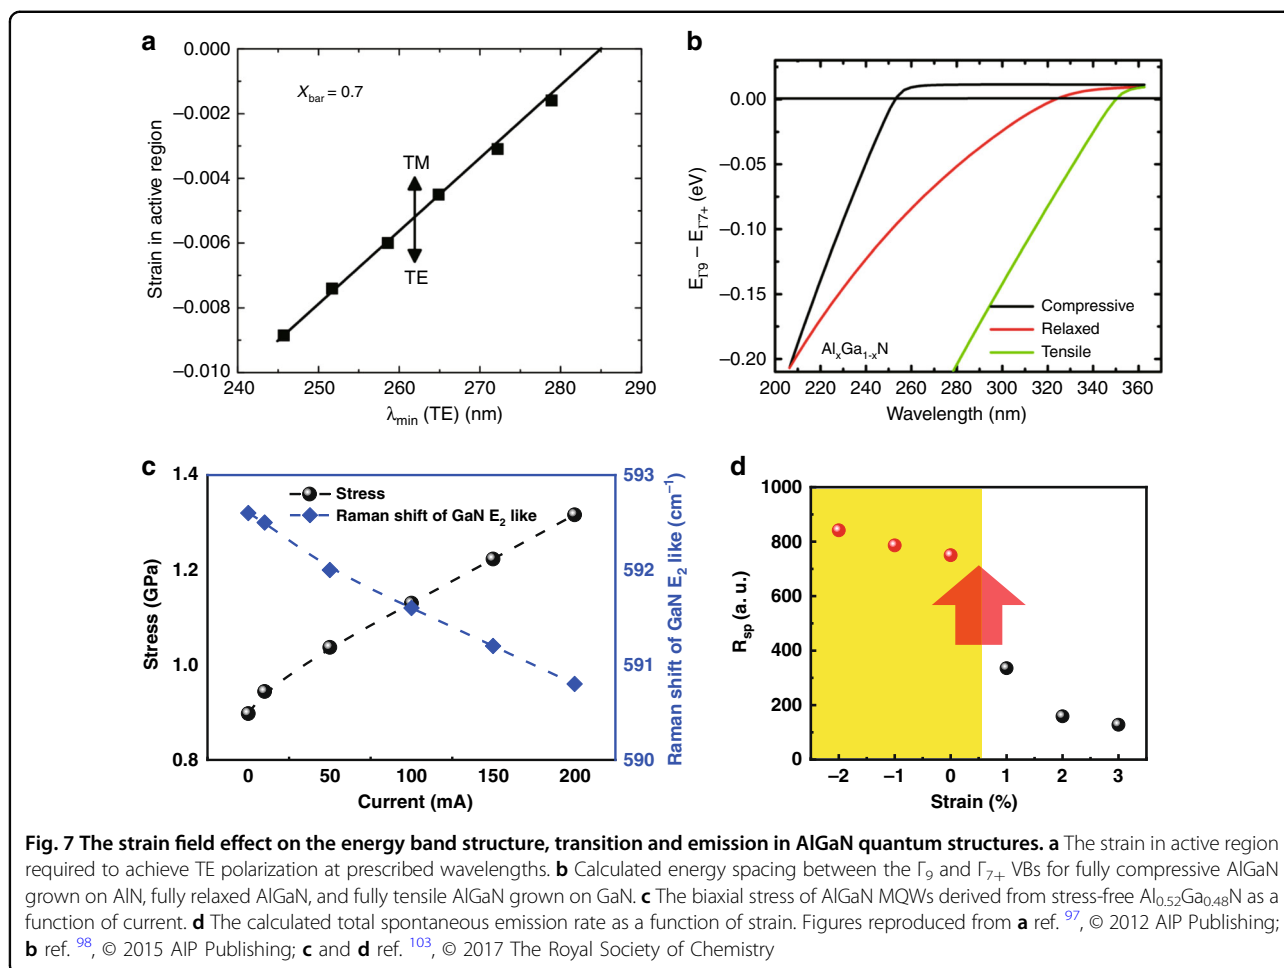 a
0.000
−0.002
−0.004
−0.006
−0.008
−0.010
Strain in active region
X_bar = 0.7
TM
TE
240 250 260 270 280 290
λ_min (TE) (nm)
b
0.00
−0.05
−0.10
−0.15
−0.20
E_Γ9 − E_Γ7+ (eV)
Compressive
Relaxed
Tensile
Al_xGa_1-xN
200 220 240 260 280 300 320 340 360
Wavelength (nm)
c
1.4
1.2
1.0
0.8
Stress (GPa)
Stress
Raman shift of GaN E₂ like
593
592
591
590
Raman shift of GaN E₂ like (cm⁻¹)
0 50 100 150 200
Current (mA)
d
1000
800
600
400
200
0
R_sp (a. u.)
−2 −1 0 1 2 3
Strain (%)
Fig. 7 The strain field effect on the energy band structure, transition and emission in AlGaN quantum structures. a The strain in active region
required to achieve TE polarization at prescribed wavelengths. b Calculated energy spacing between the Γ₉ and Γ₇₊ VBs for fully compressive AlGaN
grown on AlN, fully relaxed AlGaN, and fully tensile AlGaN grown on GaN. c The biaxial stress of AlGaN MQWs derived from stress-free Al₀.₅₂Ga₀.₄₈N as a
function of current. d The calculated total spontaneous emission rate as a function of strain. Figures reproduced from a ref. ⁹⁷, © 2012 AIP Publishing;
b ref. ⁹⁸, © 2015 AIP Publishing; c and d ref. ¹⁰³, © 2017 The Royal Society of Chemistry